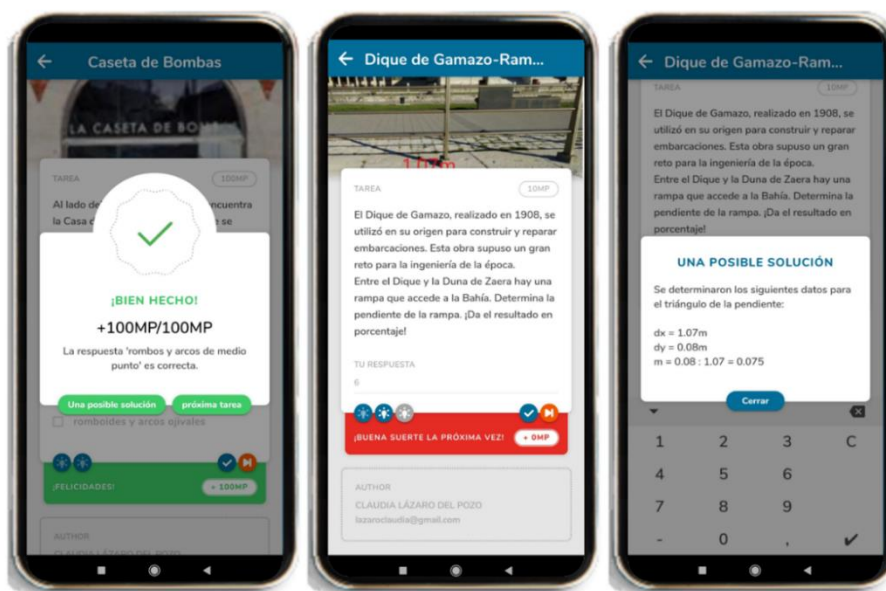 Caseta de Bombas
LA CASETA DE BO
TAREA
100MP
Al lado de
ncuentra
la Casa
se
¡BIEN HECHO!
+100MP/100MP
La respuesta 'rombos y arcos de medio
punto' es correcta.
Una posible solución
próxima tarea
romboides y arcos ojivales
¡FELICIDADES!
+ 100MP
AUTHOR
CLAUDIA LÁZARO DEL POZO
Dique de Gamazo-Ram...
1.07m
TAREA
10MP
El Dique de Gamazo, realizado en 1908, se
utilizó en su origen para construir y reparar
embarcaciones. Esta obra supuso un gran
reto para la ingeniería de la época.
Entre el Dique y la Duna de Zaera hay una
rampa que accede a la Bahía. Determina la
pendiente de la rampa. ¡Da el resultado en
porcentaje!
TU RESPUESTA
6
¡BUENA SUERTE LA PRÓXIMA VEZ!
+ 0MP
AUTHOR
CLAUDIA LÁZARO DEL POZO
lazaroclaudia@gmail.com
Dique de Gamazo-Ram...
TAREA
10MP
El Dique de Gamazo, realizado en 1908, se
utilizó en su origen para construir y reparar
embarcaciones. Esta obra supuso un gran
reto para la ingeniería de la época.
Entre el Dique y la Duna de Zaera hay una
rampa que accede a la Bahía. Determina la
pendiente de la rampa. ¡Da el resultado en
porcentaje!
UNA POSIBLE SOLUCIÓN
Se determinaron los siguientes datos para
el triángulo de la pendiente:
dx = 1.07m
dy = 0.08m
m = 0.08 : 1.07 = 0.075
Cerrar
1 2 3 C
4 5 6
7 8 9
- 0 ,